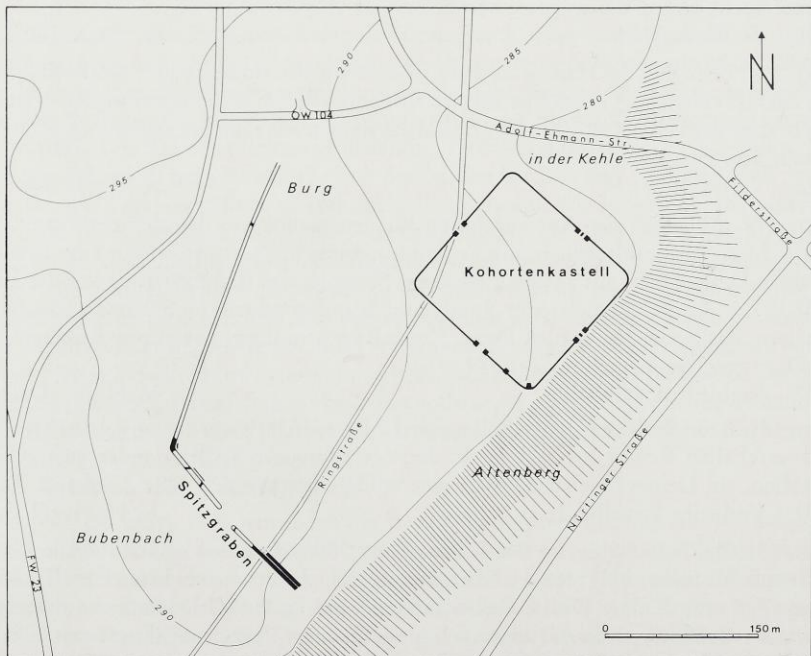 290
285
280
N
OW 104
Adolf-Ehmann-Str.
in der Kehle
295
Burg
Filderstraße
Kohortenkastell
Ringstraße
Altenberg
Nürtinger Straße
Spitzgraben
Bubenbach
FW 23
290
0 150 m